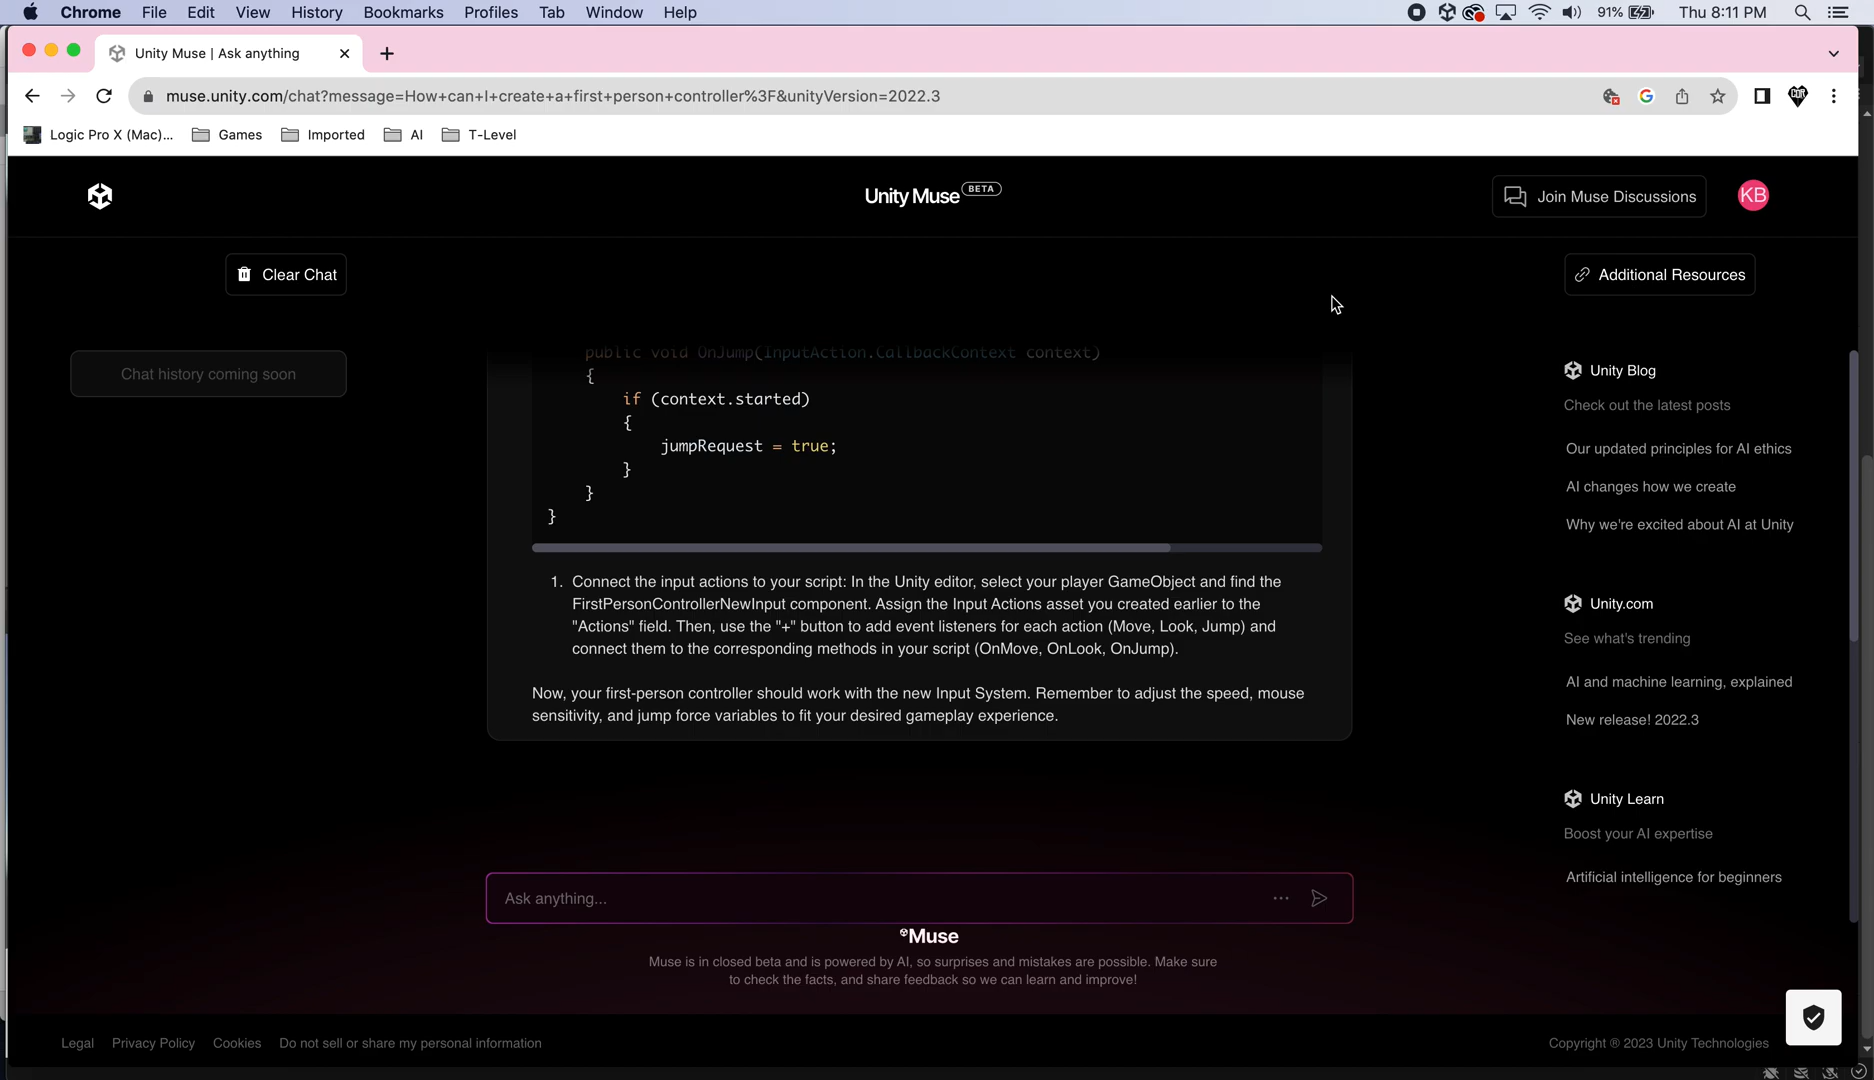 Chrome File Edit View History Bookmarks Profiles Tab Window Help 91% Thu 8:11 PM
Unity Muse | Ask anything
muse.unity.com/chat?message=How+can+I+create+a+first+person+controller%3F&unityVersion=2022.3
Logic Pro X (Mac)... Games Imported AI T-Level
Unity Muse BETA
Join Muse Discussions
KB
Clear Chat
Additional Resources
Chat history coming soon
public void OnJump(InputAction.CallbackContext context)
{
if (context.started)
{
jumpRequest = true;
}
}
}
1. Connect the input actions to your script: In the Unity editor, select your player GameObject and find the
FirstPersonControllerNewInput component. Assign the Input Actions asset you created earlier to the
"Actions" field. Then, use the "+" button to add event listeners for each action (Move, Look, Jump) and
connect them to the corresponding methods in your script (OnMove, OnLook, OnJump).
Now, your first-person controller should work with the new Input System. Remember to adjust the speed, mouse
sensitivity, and jump force variables to fit your desired gameplay experience.
Unity Blog
Check out the latest posts
Our updated principles for AI ethics
AI changes how we create
Why we're excited about AI at Unity
Unity.com
See what's trending
AI and machine learning, explained
New release! 2022.3
Unity Learn
Boost your AI expertise
Artificial intelligence for beginners
Ask anything...
Muse
Muse is in closed beta and is powered by AI, so surprises and mistakes are possible. Make sure
to check the facts, and share feedback so we can learn and improve!
Legal Privacy Policy Cookies Do not sell or share my personal information
Copyright ® 2023 Unity Technologies